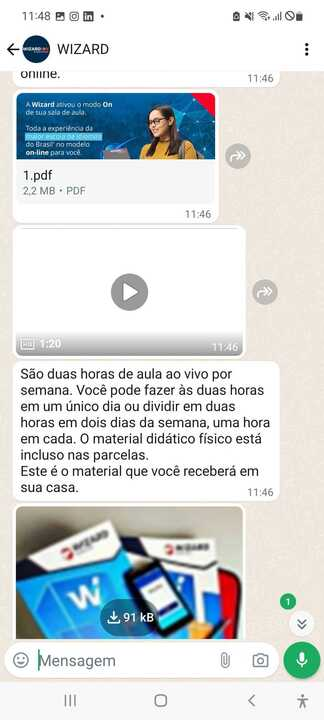 11:48
WIZARD
online.
11:46
A Wizard ativou o modo On
de sua sala de aula.
Toda a experiência da
maior escola de idiomas
do Brasil* no modelo
on-line para você.
1.pdf
2,2 MB • PDF
11:46
1:20
11:46
São duas horas de aula ao vivo por
semana. Você pode fazer às duas horas
em um único dia ou dividir em duas
horas em dois dias da semana, uma hora
em cada. O material didático físico está
incluso nas parcelas.
Este é o material que você receberá em
sua casa.
11:46
WIZARD
WIZARD
W
91 kB
1
Mensagem